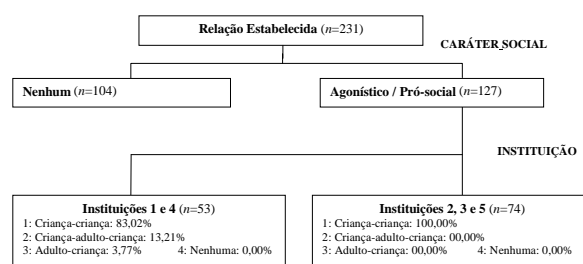 Relação Estabelecida (n=231)
CARÁTER SOCIAL
Nenhum (n=104)
Agonístico / Pró-social (n=127)
INSTITUIÇÃO
Instituições 1 e 4 (n=53)
1: Criança-criança: 83,02%
2: Criança-adulto-criança: 13,21%
3: Adulto-criança: 3,77% 4: Nenhuma: 0,00%
Instituições 2, 3 e 5 (n=74)
1: Criança-criança: 100,00%
2: Criança-adulto-criança: 00,00%
3: Adulto-criança: 00,00% 4: Nenhuma: 0,00%